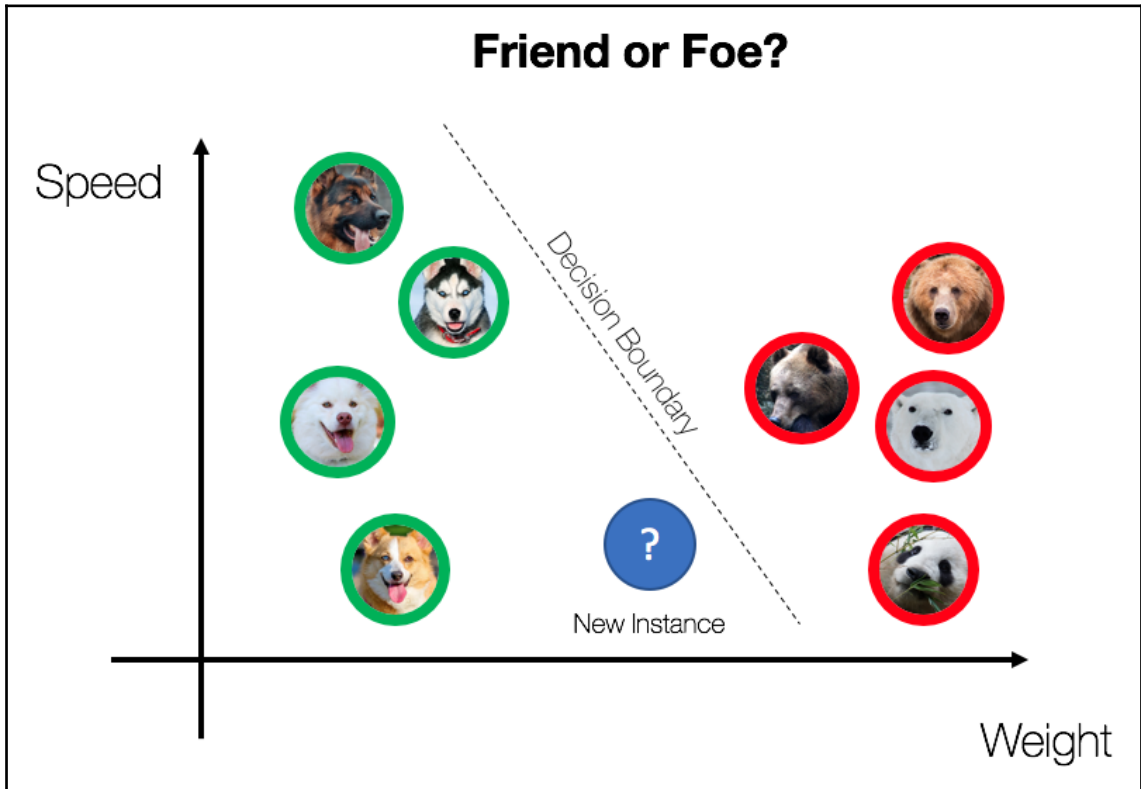 Friend or Foe?
Speed
Decision Boundary
?
New Instance
Weight